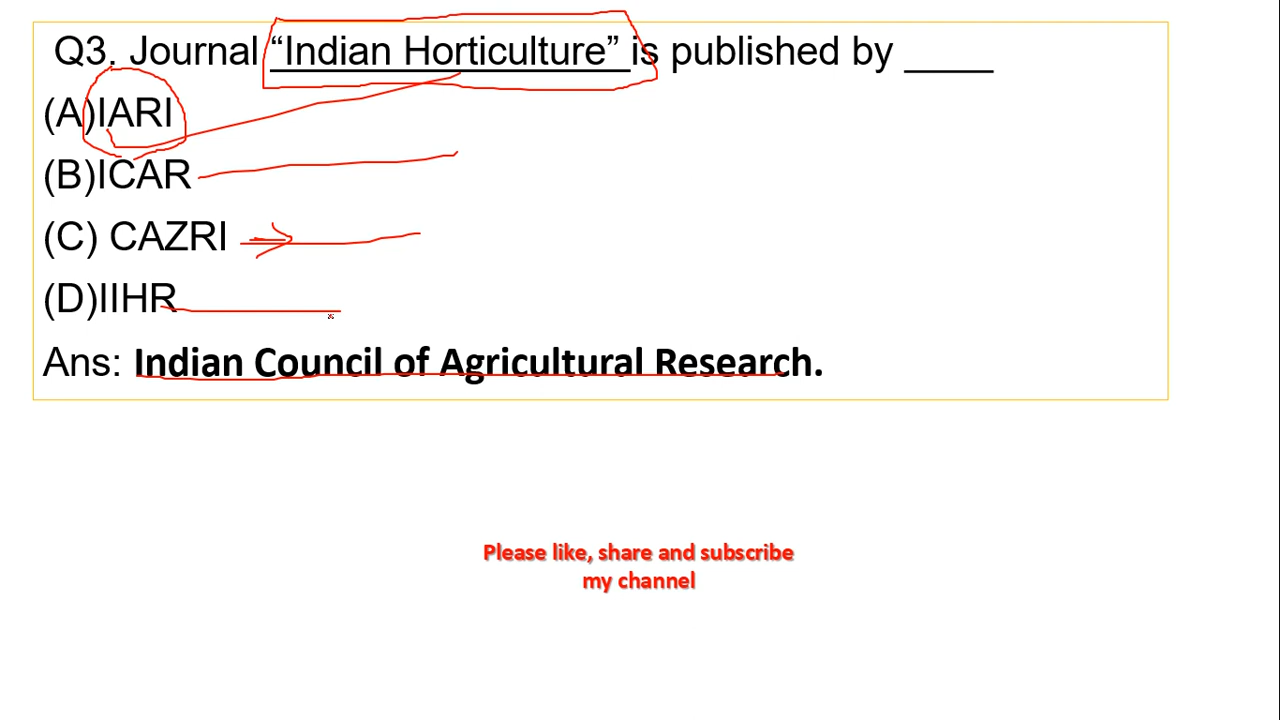 Q3. Journal “Indian Horticulture” is published by ____
(A)IARI
(B)ICAR
(C) CAZRI
(D)IIHR
Ans: Indian Council of Agricultural Research.
Please like, share and subscribe
my channel